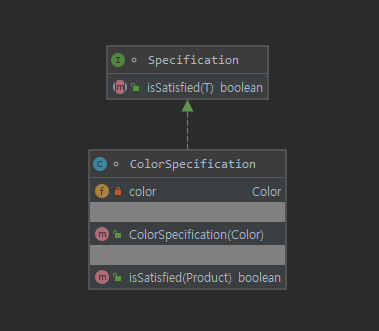 I Specification
m isSatisfied(T) boolean
C ColorSpecification
f color Color
m ColorSpecification(Color)
m isSatisfied(Product) boolean